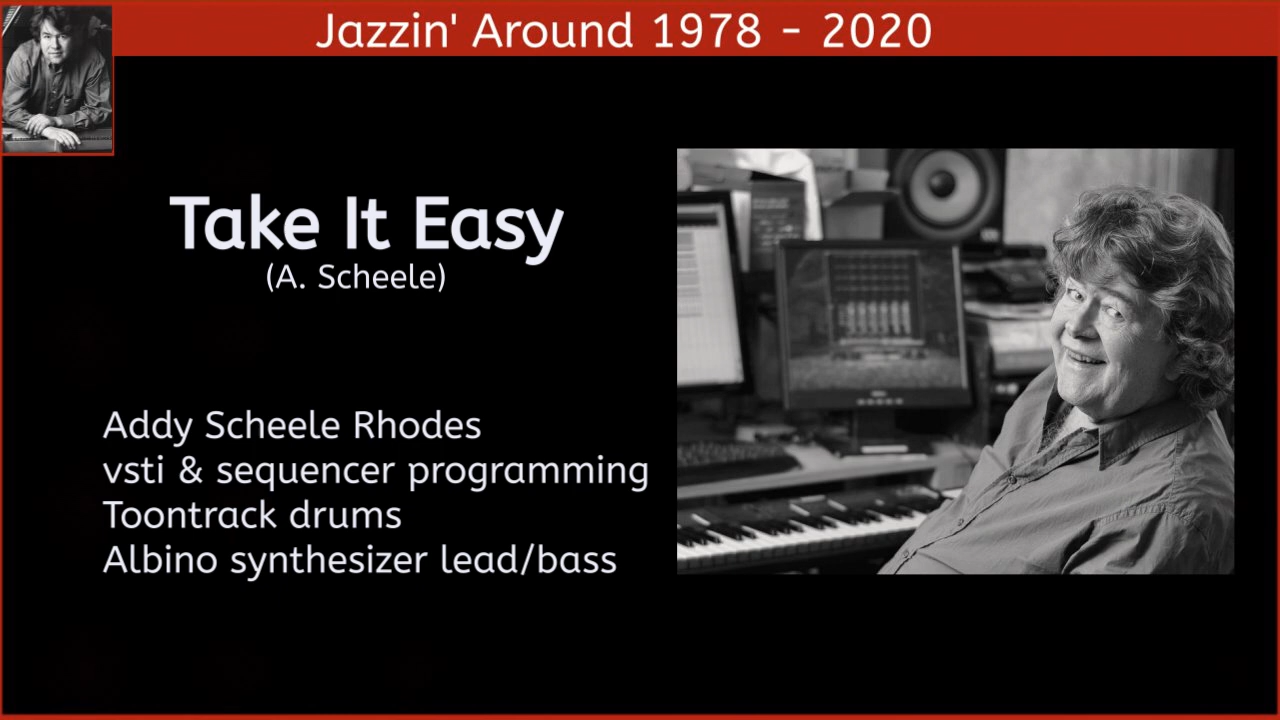 Jazzin' Around 1978 - 2020
Take It Easy
(A. Scheele)
Addy Scheele Rhodes
vsti & sequencer programming
Toontrack drums
Albino synthesizer lead/bass